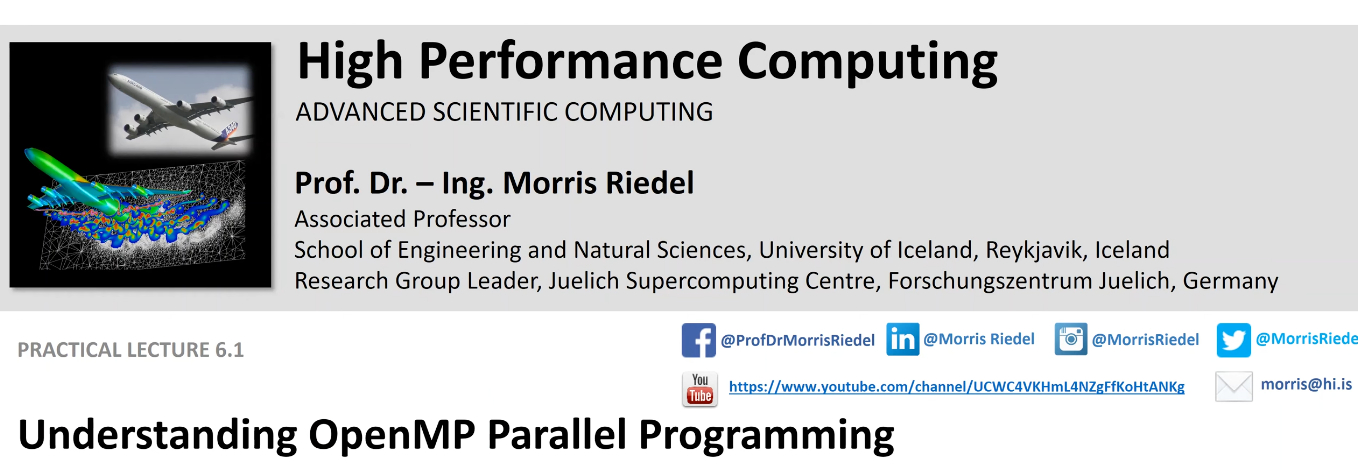 High Performance Computing
ADVANCED SCIENTIFIC COMPUTING
Prof. Dr. – Ing. Morris Riedel
Associated Professor
School of Engineering and Natural Sciences, University of Iceland, Reykjavik, Iceland
Research Group Leader, Juelich Supercomputing Centre, Forschungszentrum Juelich, Germany
PRACTICAL LECTURE 6.1
@ProfDrMorrisRiedel @Morris Riedel @MorrisRiedel @MorrisRiede
You Tube https://www.youtube.com/channel/UCWC4VKHmL4NZgFfKoHtANKg morris@hi.is
Understanding OpenMP Parallel Programming